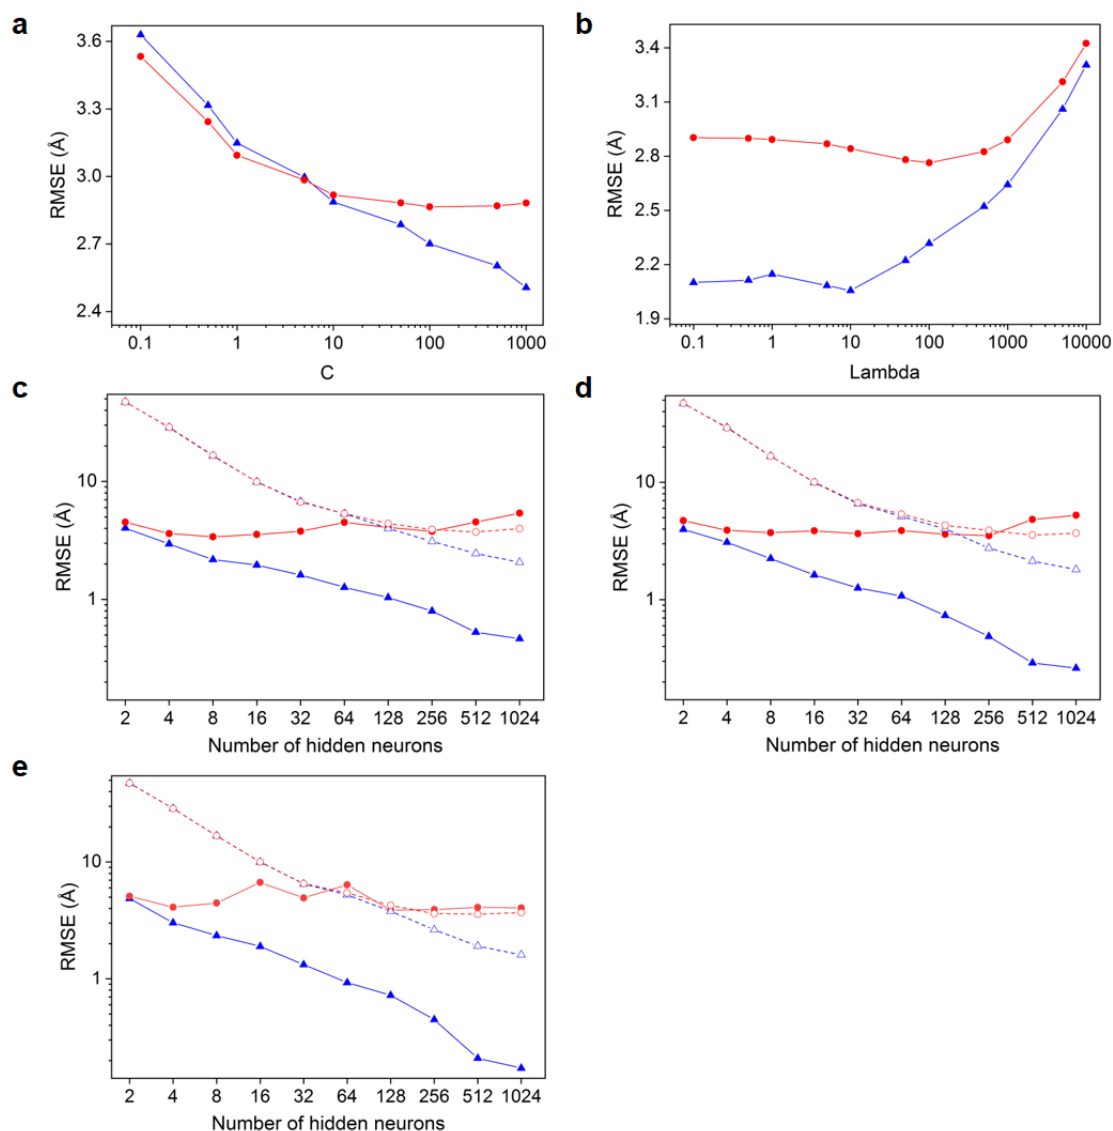 a
3.6
3.3
3.0
2.7
2.4
RMSE (Å)
0.1 1 10 100 1000
C
b
3.4
3.1
2.8
2.5
2.2
1.9
RMSE (Å)
0.1 1 10 100 1000 10000
Lambda
c
10
1
RMSE (Å)
2 4 8 16 32 64 128 256 512 1024
Number of hidden neurons
d
10
1
RMSE (Å)
2 4 8 16 32 64 128 256 512 1024
Number of hidden neurons
e
10
1
RMSE (Å)
2 4 8 16 32 64 128 256 512 1024
Number of hidden neurons